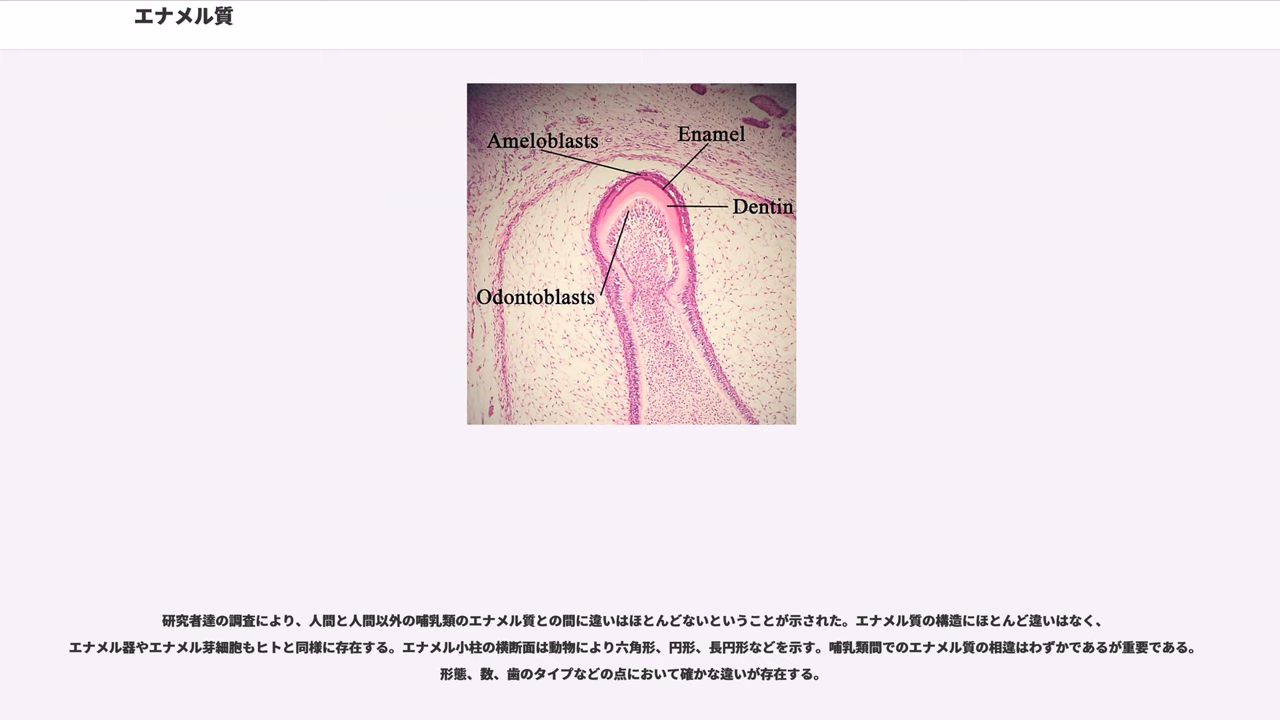 エナメル質
Ameloblasts
Enamel
Dentin
Odontoblasts
研究者達の調査により、人間と人間以外の哺乳類のエナメル質との間に違いはほとんどないということが示された。エナメル質の構造にほとんど違いはなく、
エナメル器やエナメル芽細胞もヒトと同様に存在する。エナメル小柱の横断面は動物により六角形、円形、長円形などを示す。哺乳類間でのエナメル質の相違はわずかであるが重要である。
形態、数、歯のタイプなどの点において確かな違いが存在する。